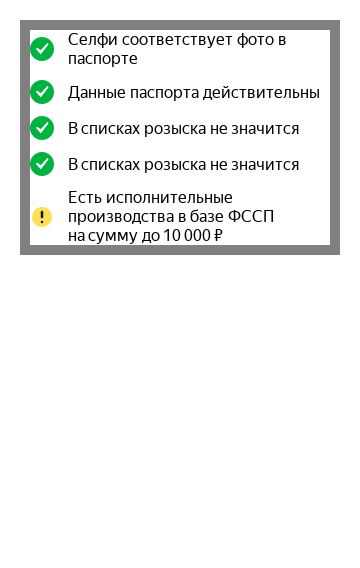 Селфи соответствует фото в
паспорте
Данные паспорта действительны
В списках розыска не значится
В списках розыска не значится
Есть исполнительные
производства в базе ФССП
на сумму до 10 000 ₽